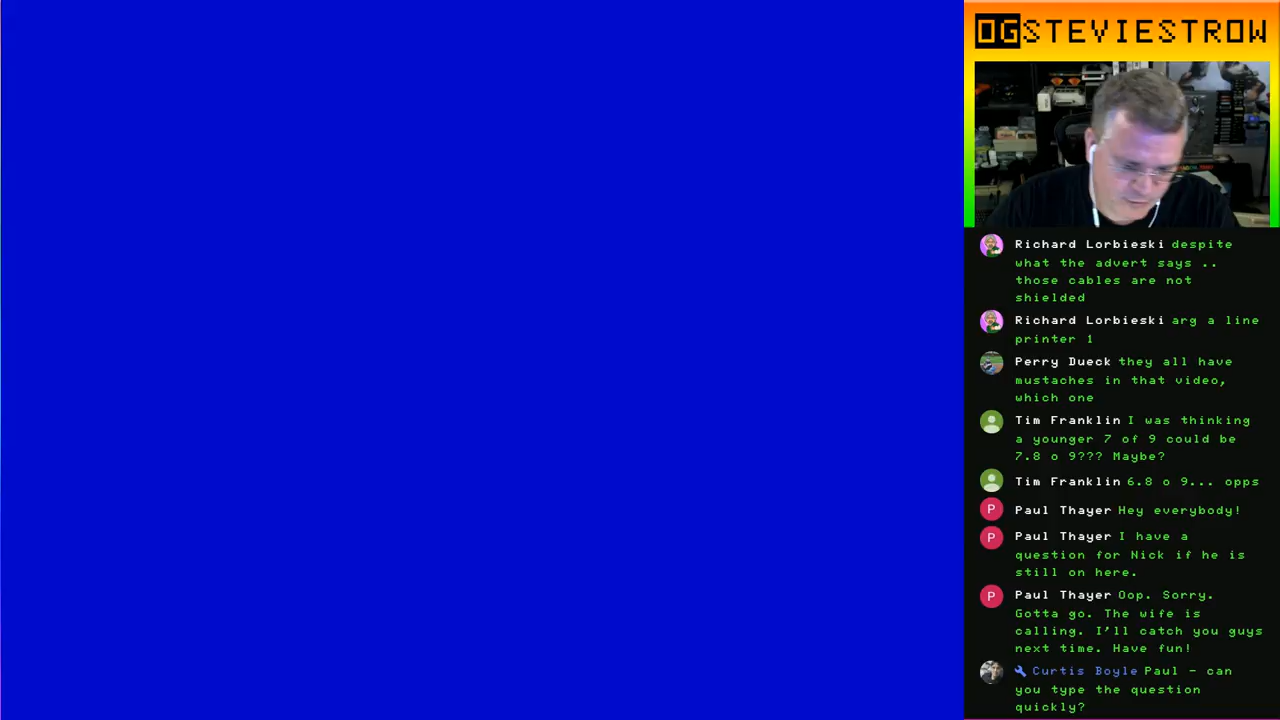 OGSTEVIESTROW
Richard Lorbieski despite
what the advert says ..
those cables are not
shielded
Richard Lorbieski arg a line
printer 1
Perry Dueck they all have
mustaches in that video,
which one
Tim Franklin I was thinking
a younger 7 of 9 could be
7.8 o 9??? Maybe?
Tim Franklin 6.8 o 9... opps
P Paul Thayer Hey everybody!
P Paul Thayer I have a
question for Nick if he is
still on here.
P Paul Thayer Oop. Sorry.
Gotta go. The wife is
calling. I'll catch you guys
next time. Have fun!
Curtis Boyle Paul - can
you type the question
quickly?